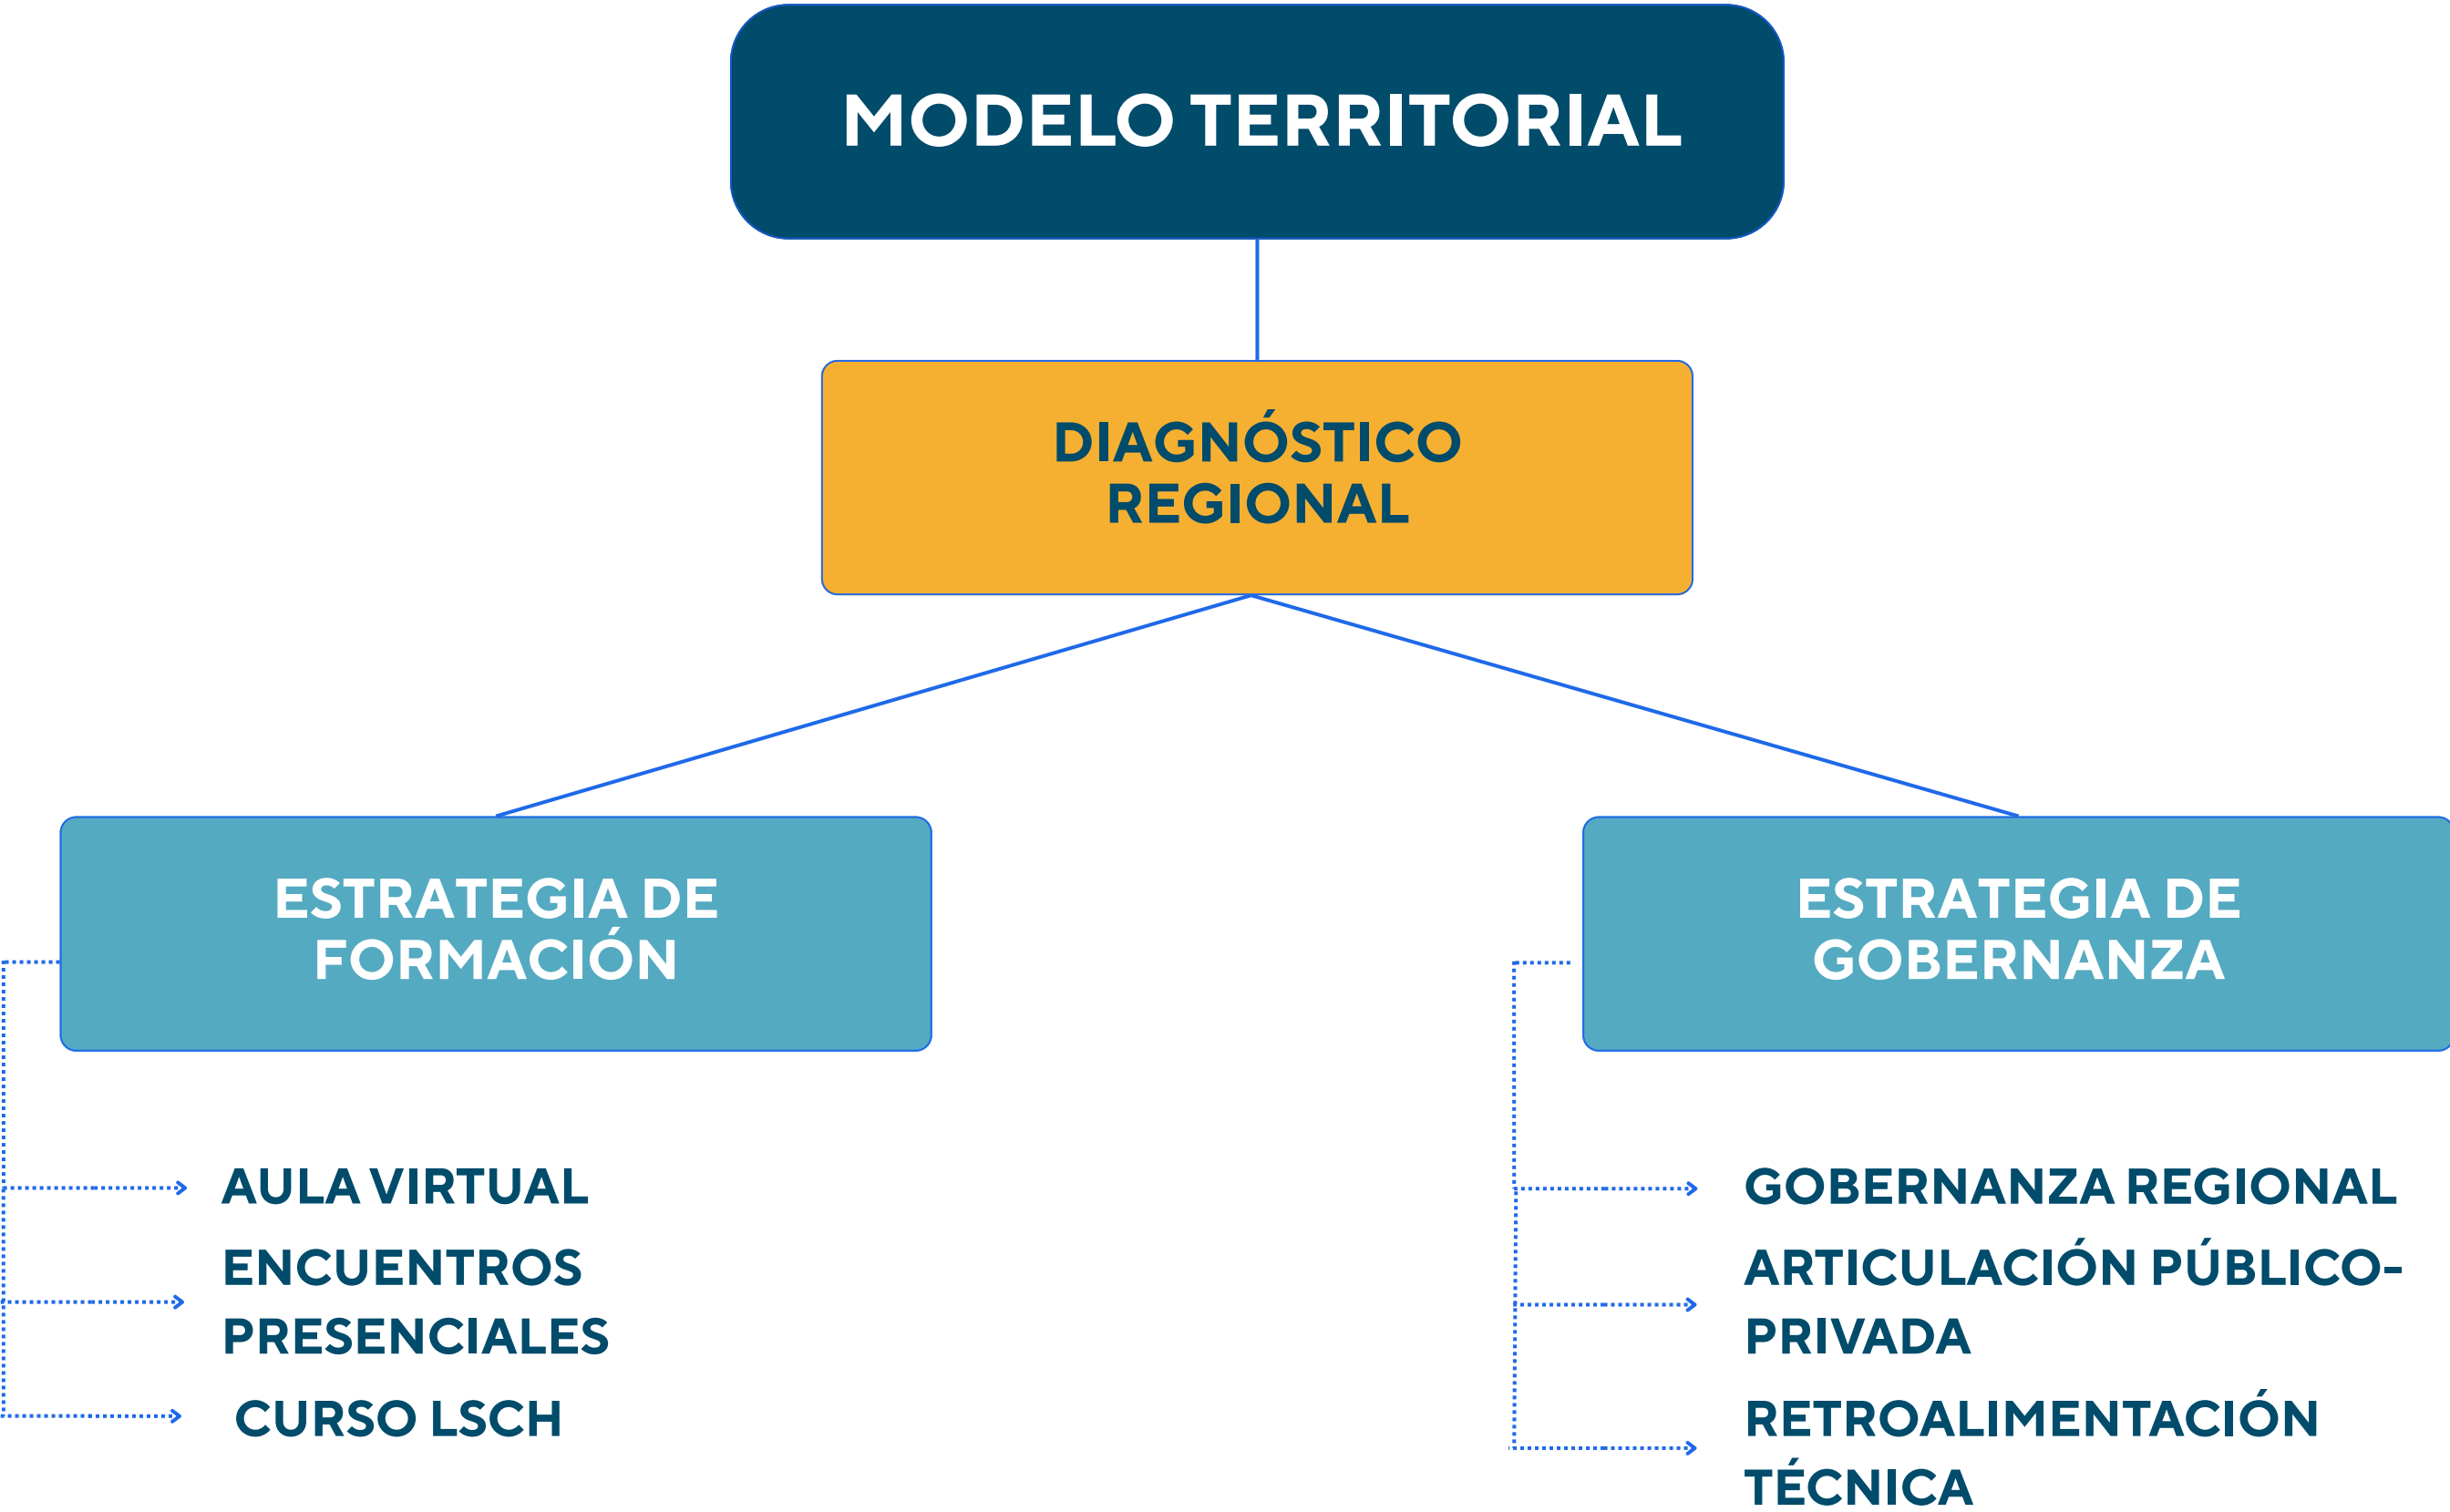 MODELO TERRITORIAL
DIAGNÓSTICO
REGIONAL
ESTRATEGIA DE
FORMACIÓN
AULA VIRTUAL
ENCUENTROS
PRESENCIALES
CURSO LSCH
ESTRATEGIA DE
GOBERNANZA
GOBERNANZA REGIONAL
ARTICULACIÓN PÚBLICO-
PRIVADA
RETROALIMENTACIÓN
TÉCNICA